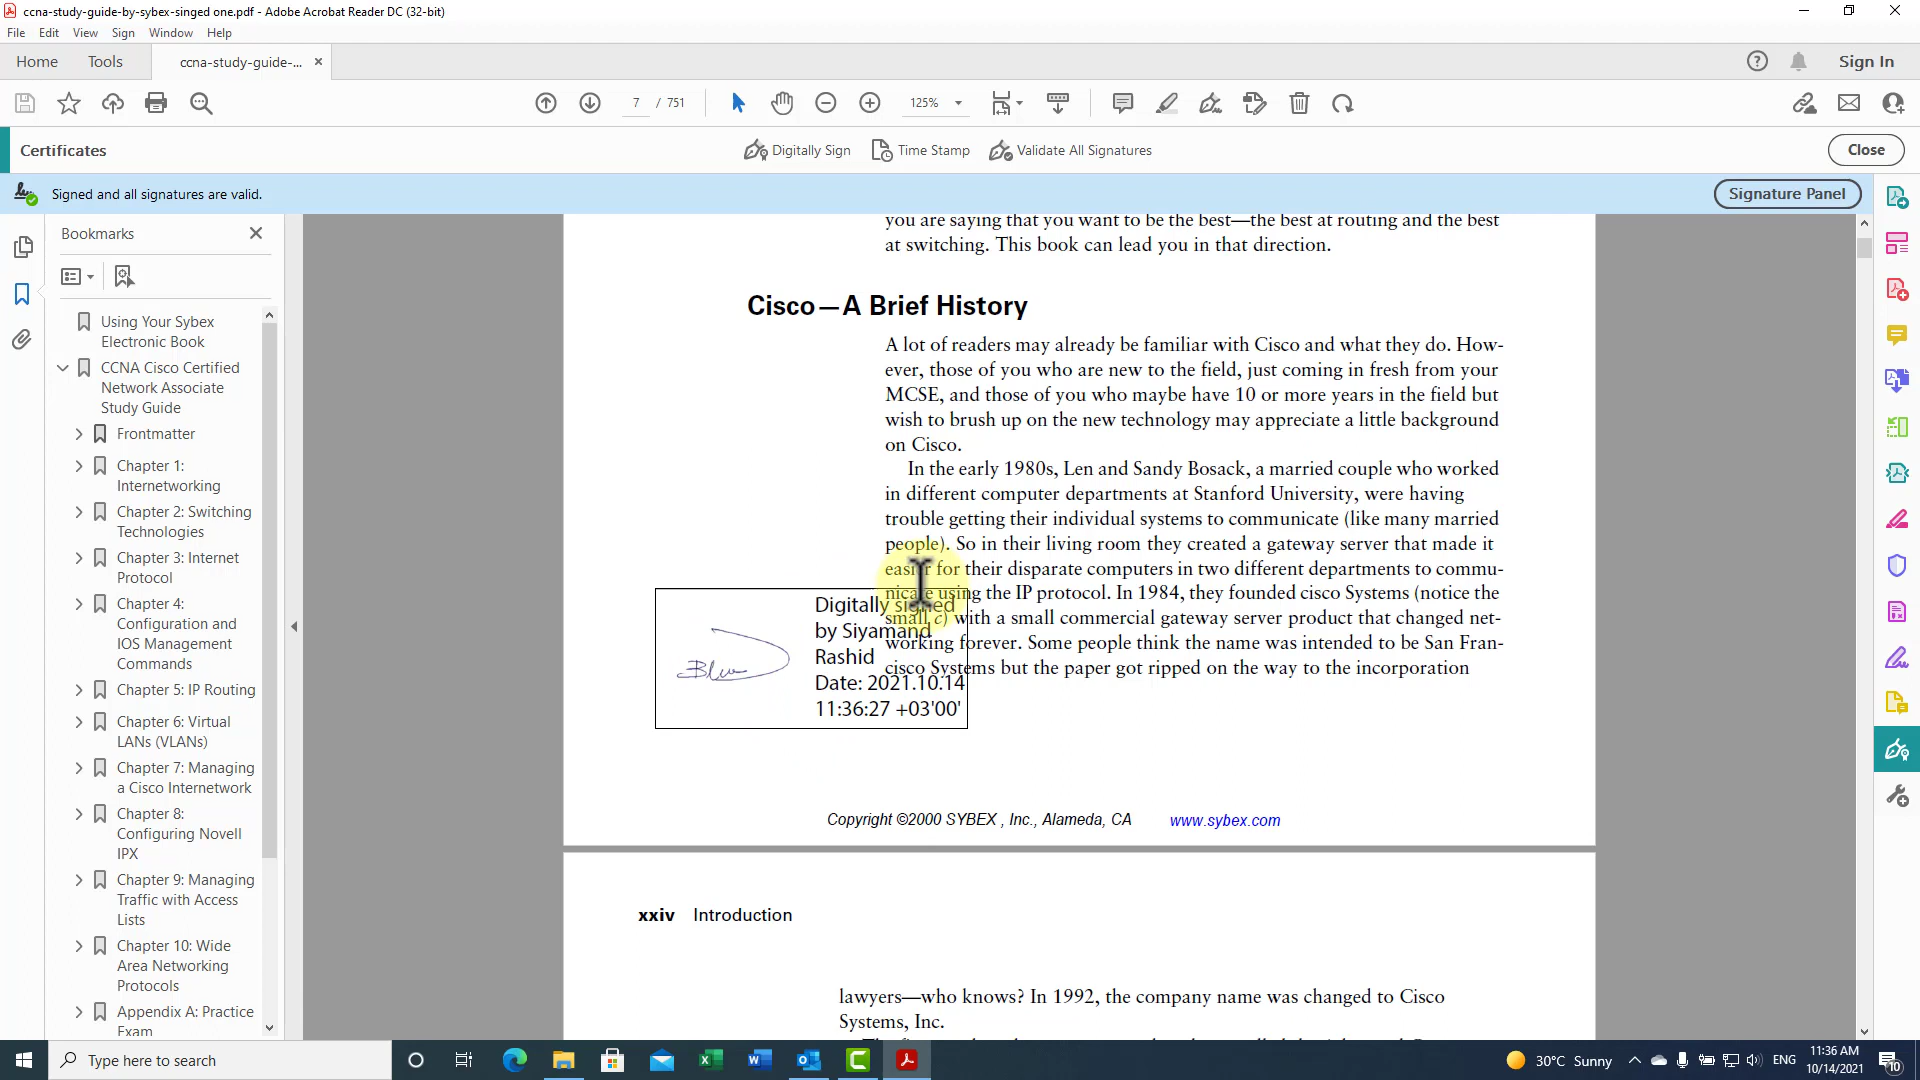 ccna-study-guide-by-sybex-singed one.pdf - Adobe Acrobat Reader DC (32-bit)
File Edit View Sign Window Help
Home Tools ccna-study-guide-... Sign In
7 / 751 125%
Certificates Digitally Sign Time Stamp Validate All Signatures Close
Signed and all signatures are valid. Signature Panel
Bookmarks
Using Your Sybex
Electronic Book
CCNA Cisco Certified
Network Associate
Study Guide
Frontmatter
Chapter 1:
Internetworking
Chapter 2: Switching
Technologies
Chapter 3: Internet
Protocol
Chapter 4:
Configuration and
IOS Management
Commands
Chapter 5: IP Routing
Chapter 6: Virtual
LANs (VLANs)
Chapter 7: Managing
a Cisco Internetwork
Chapter 8:
Configuring Novell
IPX
Chapter 9: Managing
Traffic with Access
Lists
Chapter 10: Wide
Area Networking
Protocols
Appendix A: Practice
Exam
you are saying that you want to be the best—the best at routing and the best
at switching. This book can lead you in that direction.
Cisco—A Brief History
A lot of readers may already be familiar with Cisco and what they do. How-
ever, those of you who are new to the field, just coming in fresh from your
MCSE, and those of you who maybe have 10 or more years in the field but
wish to brush up on the new technology may appreciate a little background
on Cisco.
In the early 1980s, Len and Sandy Bosack, a married couple who worked
in different computer departments at Stanford University, were having
trouble getting their individual systems to communicate (like many married
people). So in their living room they created a gateway server that made it
easier for their disparate computers in two different departments to commu-
nicate using the IP protocol. In 1984, they founded cisco Systems (notice the
small c) with a small commercial gateway server product that changed net-
working forever. Some people think the name was intended to be San Fran-
cisco Systems but the paper got ripped on the way to the incorporation
Digitally signed
by Siyamand
Rashid
Date: 2021.10.14
11:36:27 +03'00'
Copyright ©2000 SYBEX , Inc., Alameda, CA www.sybex.com
xxiv Introduction
lawyers—who knows? In 1992, the company name was changed to Cisco
Systems, Inc.
Type here to search
30°C Sunny ENG 11:36 AM
10/14/2021
10